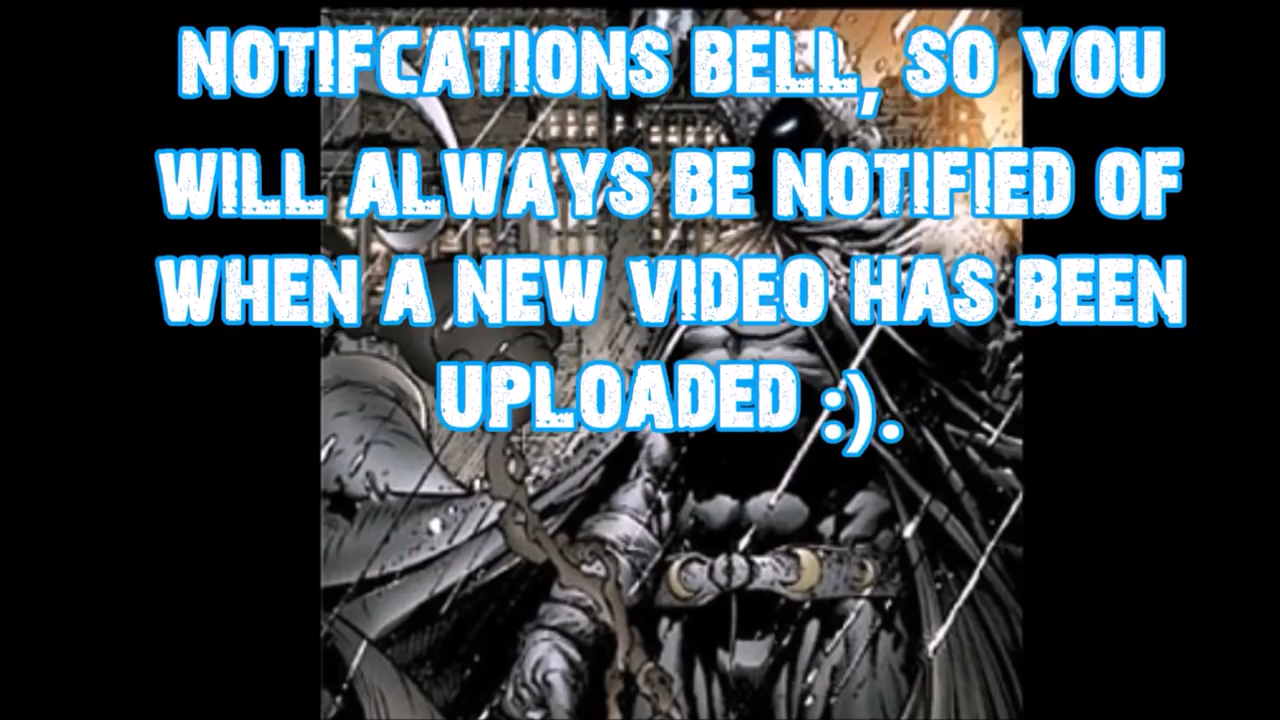 NOTIFCATIONS BELL, SO YOU
WILL ALWAYS BE NOTIFIED OF
WHEN A NEW VIDEO HAS BEEN
UPLOADED :).